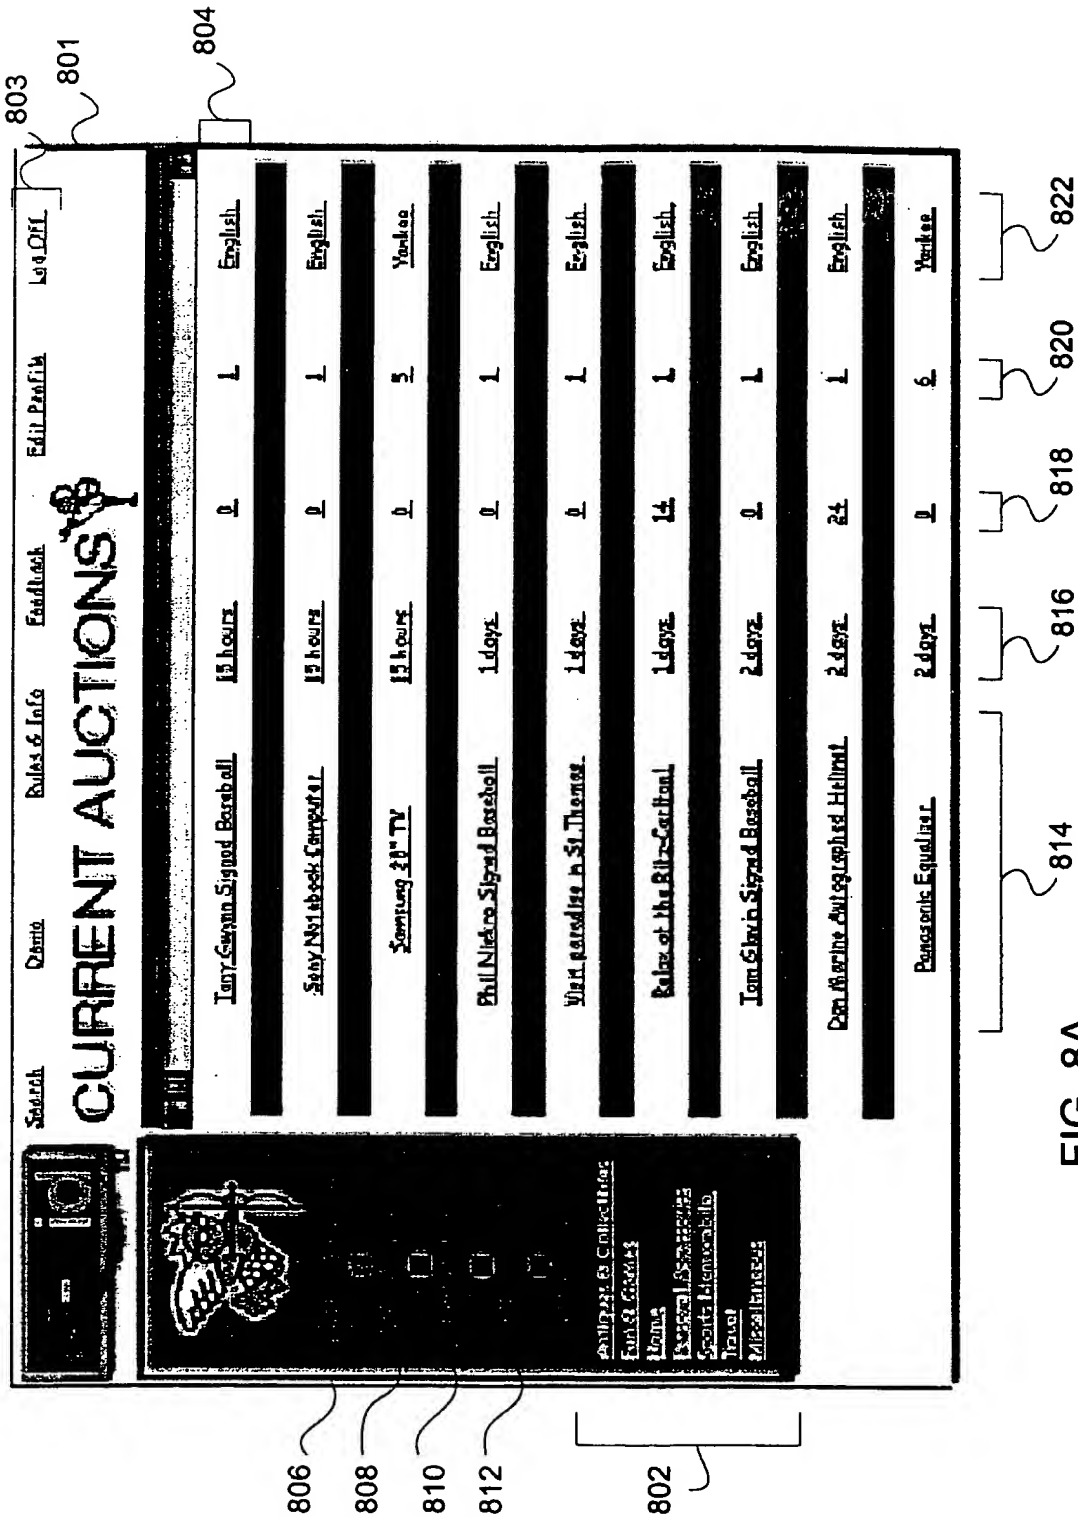 803
801
804
Search Demo Rules & Info Feedback Edit Profile Log Off
CURRENT AUCTIONS
id
Tony Gwynn Signed Baseball 15 hours 0 1 English
Sony Notebook Computer 15 hours 0 1 English
Samsung 20" TV 15 hours 0 5 Yankee
Phil Niekro Signed Baseball 1 days 0 1 English
Visit paradise in St. Thomas 1 days 0 1 English
Relax at the Ritz-Carlton! 1 days 14 1 English
Tom Glavin Signed Baseball 2 days 0 1 English
Dan Marino Autographed Helmet 2 days 24 1 English
Panasonic Equalizer 2 days 0 6 Yankee
Antiques & Collectibles
Fun & Games
Home
Personal Accessories
Sports Memorabilia
Travel
Miscellaneous
806
808
810
812
802
814
816
818
820
822
FIG. 8A